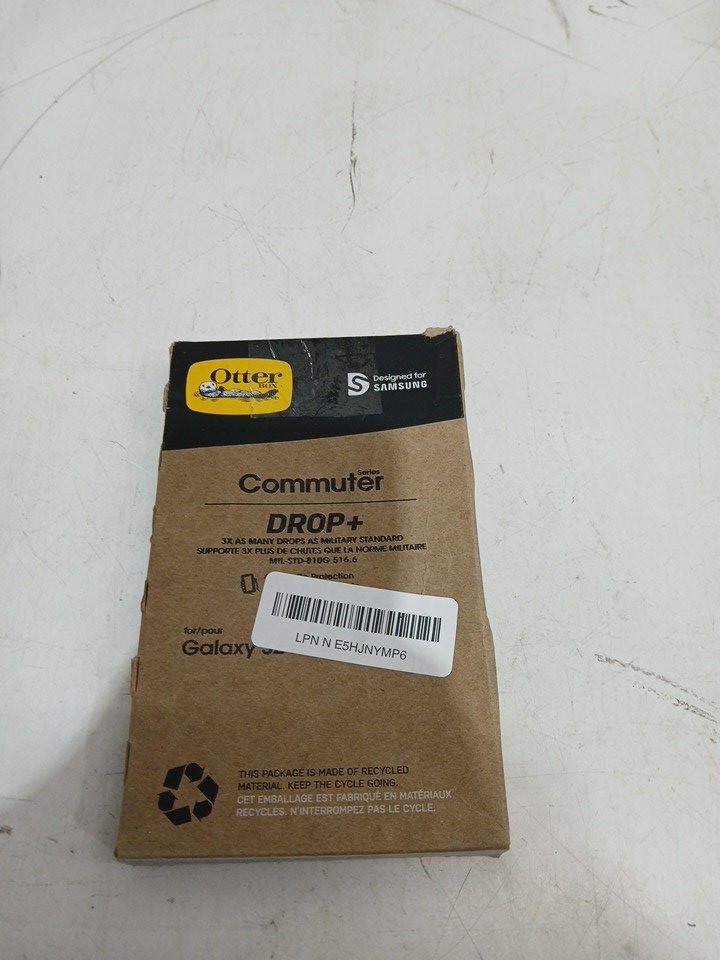 Otter
BOX
Designed for
SAMSUNG
Commuter
Series
DROP+
3X AS MANY DROPS AS MILITARY STANDARD
SUPPORTE 3X PLUS DE CHUTES QUE LA NORME MILITAIRE
MIL-STD-810G 516.6
Protection
LPN N E5HJNYMP6
for/pour
Galaxy
THIS PACKAGE IS MADE OF RECYCLED
MATERIAL. KEEP THE CYCLE GOING.
CET EMBALLAGE EST FABRIQUÉ EN MATÉRIAUX
RECYCLÉS. N'INTERROMPEZ PAS LE CYCLE.